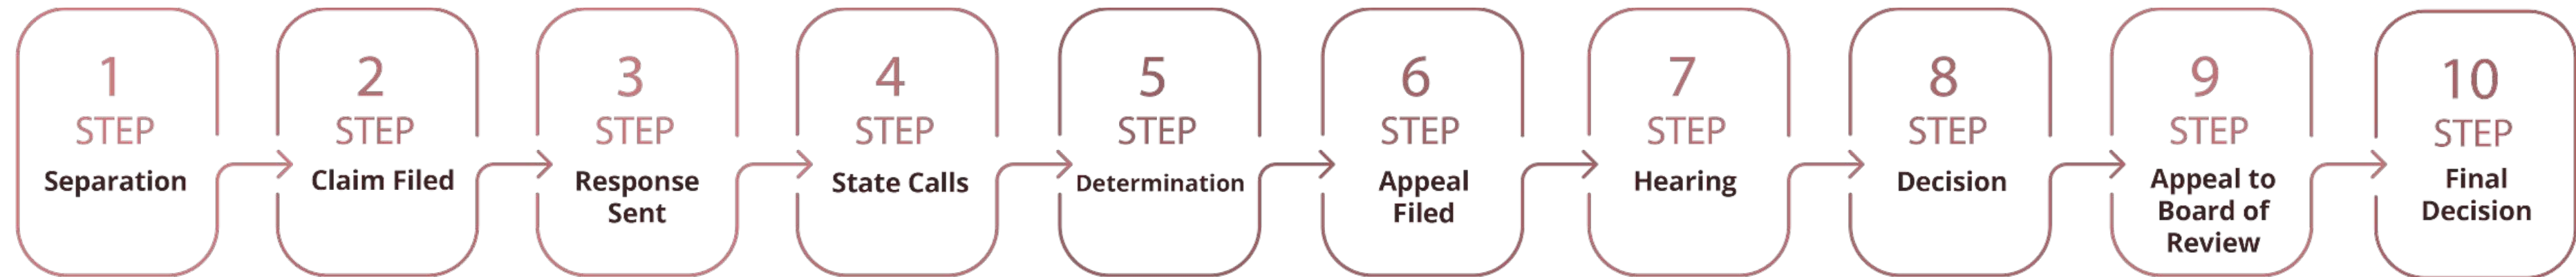 1
STEP
Separation
2
STEP
Claim Filed
3
STEP
Response
Sent
4
STEP
State Calls
5
STEP
Determination
6
STEP
Appeal
Filed
7
STEP
Hearing
8
STEP
Decision
9
STEP
Appeal to
Board of
Review
10
STEP
Final
Decision